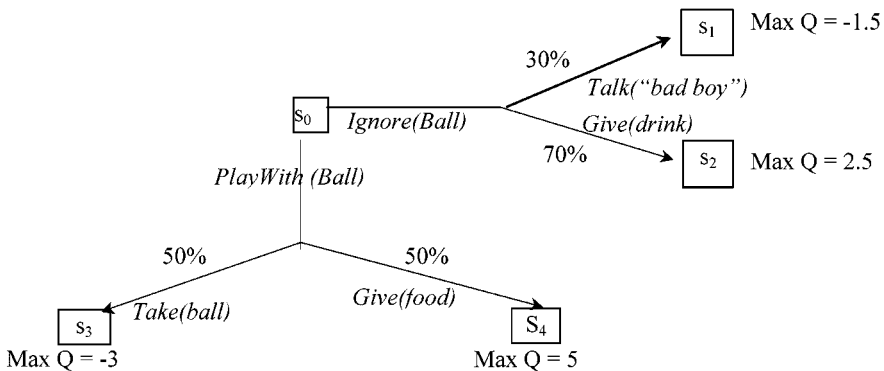 s1 Max Q = -1.5
30%
Talk(“bad boy”)
s0
Ignore(Ball)
Give(drink)
70%
s2 Max Q = 2.5
PlayWith (Ball)
50% 50%
Take(ball) Give(food)
s3 S4
Max Q = -3 Max Q = 5